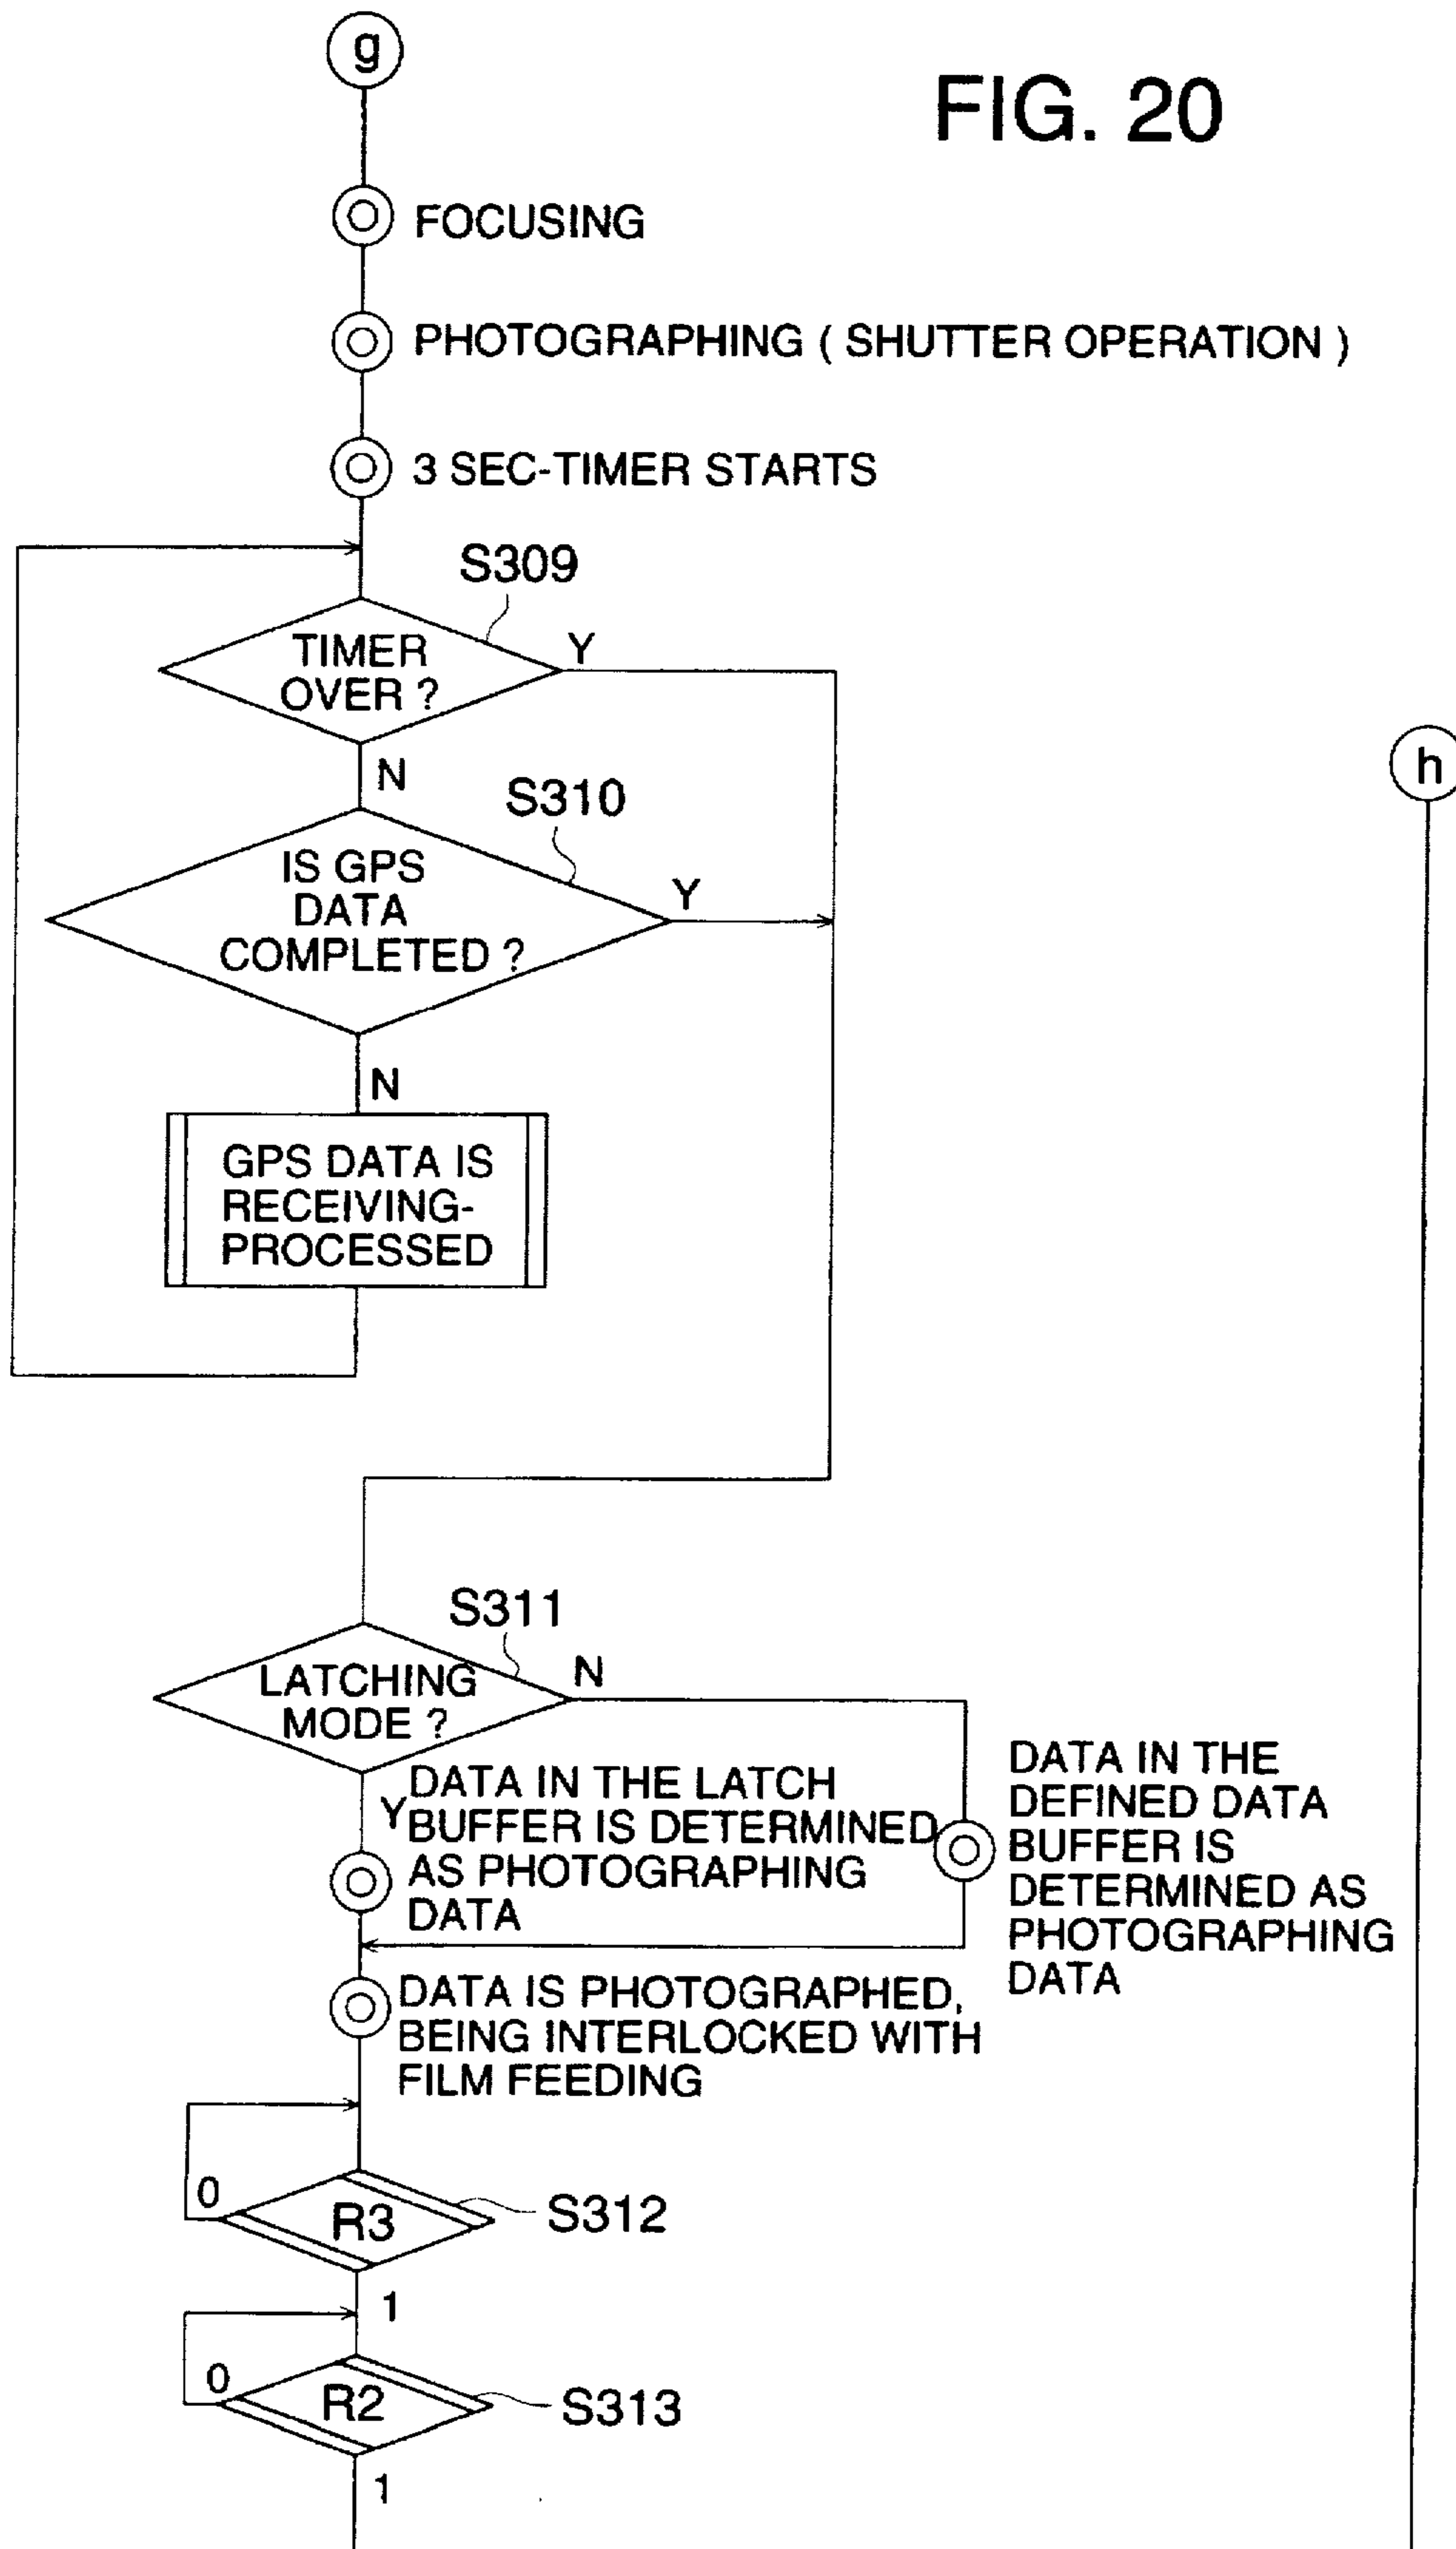 g
FIG. 20
FOCUSING
PHOTOGRAPHING ( SHUTTER OPERATION )
3 SEC-TIMER STARTS
S309
TIMER
OVER ?
Y
N
h
S310
IS GPS
DATA
COMPLETED ?
Y
N
GPS DATA IS
RECEIVING-
PROCESSED
S311
LATCHING
MODE ?
N
Y
DATA IN THE LATCH
BUFFER IS DETERMINED
AS PHOTOGRAPHING
DATA
DATA IN THE
DEFINED DATA
BUFFER IS
DETERMINED AS
PHOTOGRAPHING
DATA
DATA IS PHOTOGRAPHED,
BEING INTERLOCKED WITH
FILM FEEDING
0
R3
S312
1
0
R2
S313
1